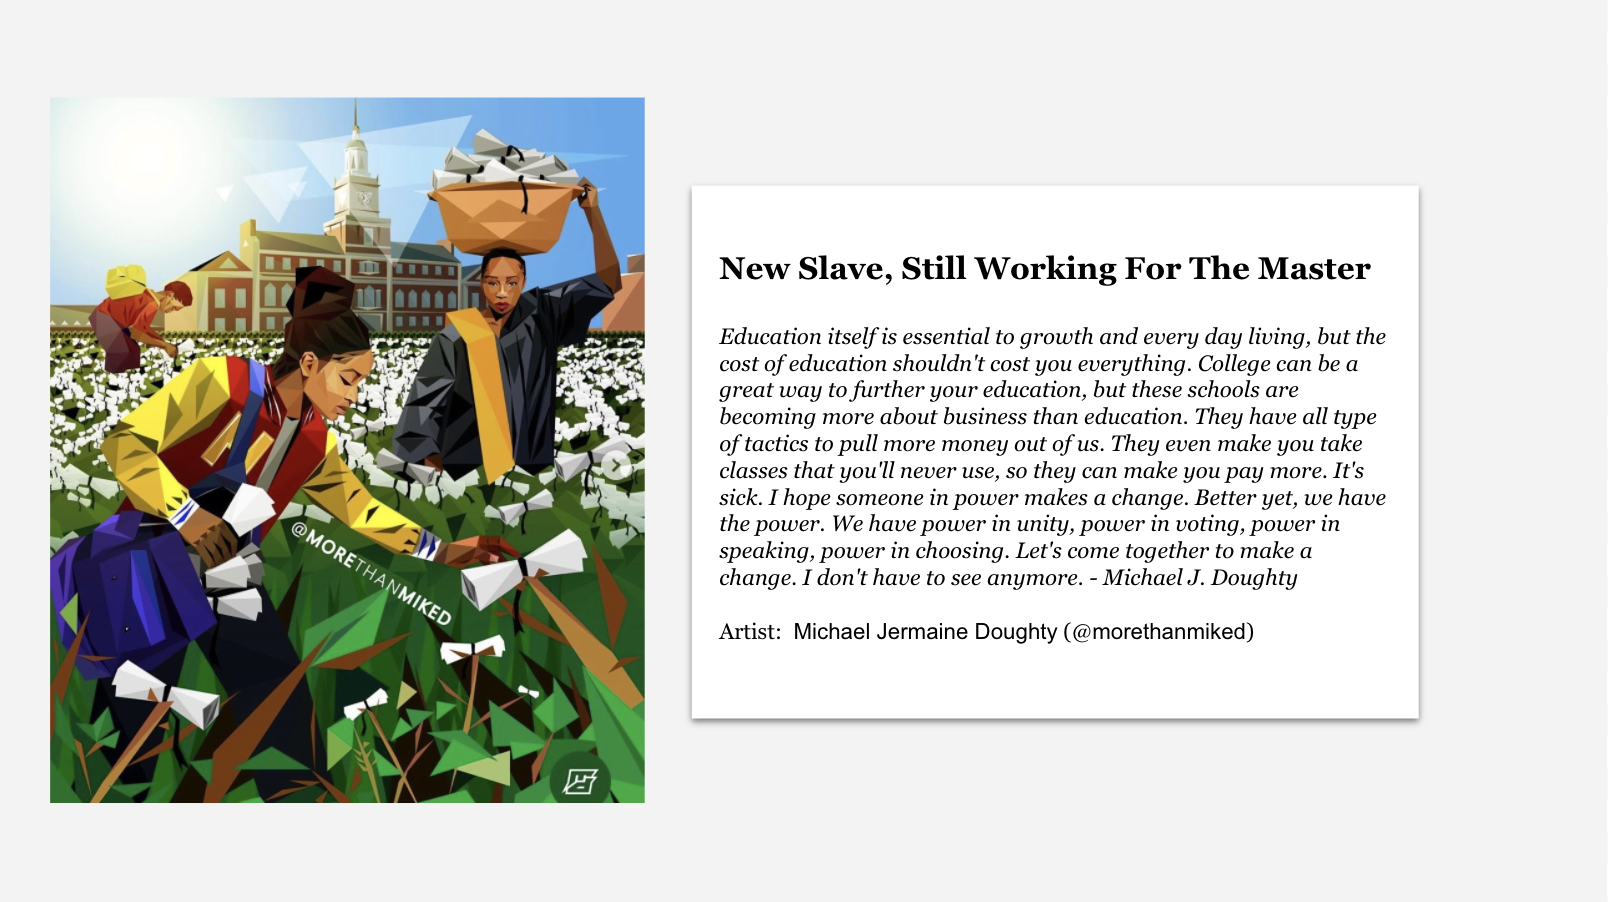 @MORETHANMIKED
New Slave, Still Working For The Master
Education itself is essential to growth and every day living, but the
cost of education shouldn't cost you everything. College can be a
great way to further your education, but these schools are
becoming more about business than education. They have all type
of tactics to pull more money out of us. They even make you take
classes that you'll never use, so they can make you pay more. It's
sick. I hope someone in power makes a change. Better yet, we have
the power. We have power in unity, power in voting, power in
speaking, power in choosing. Let's come together to make a
change. I don't have to see anymore. - Michael J. Doughty
Artist:  Michael Jermaine Doughty (@morethanmiked)